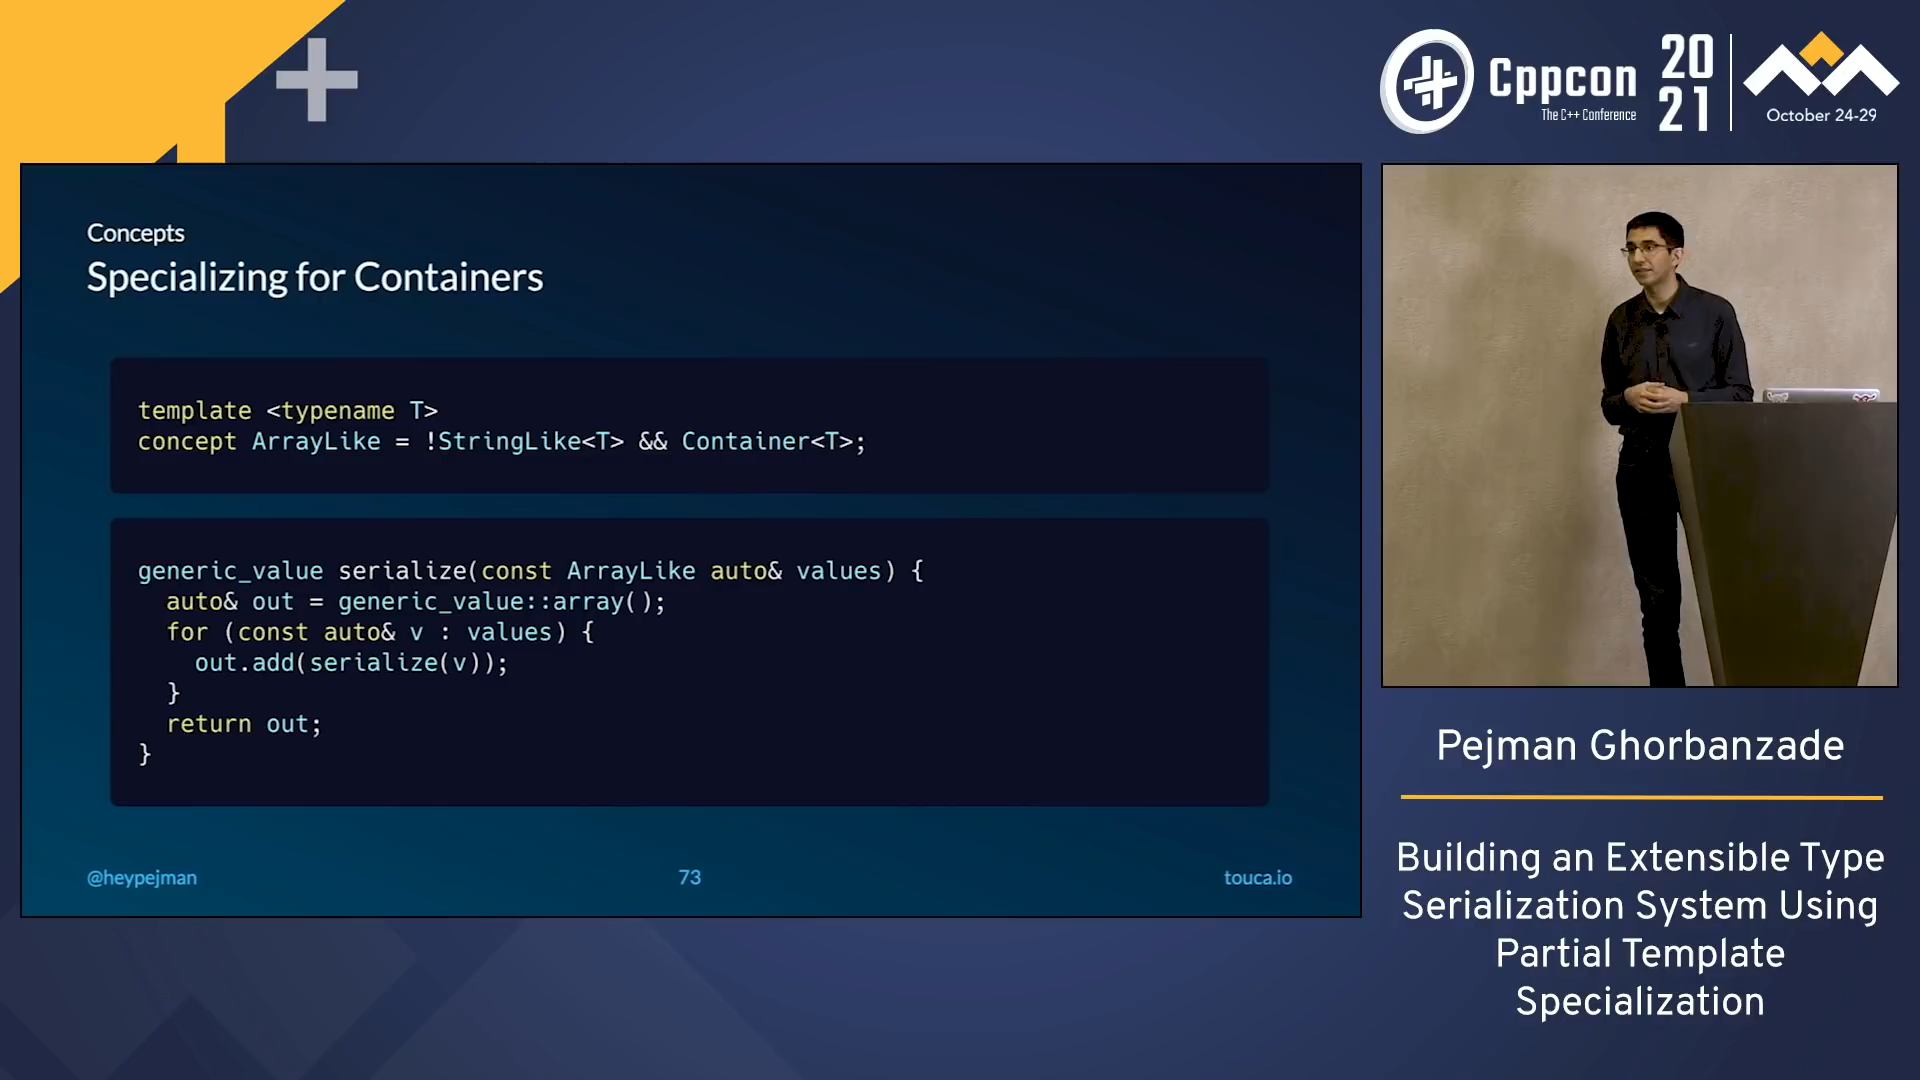 Cppcon
The C++ Conference
20
21
October 24-29
Concepts
Specializing for Containers
template <typename T>
concept ArrayLike = !StringLike<T> && Container<T>;
generic_value serialize(const ArrayLike auto& values) {
  auto& out = generic_value::array();
  for (const auto& v : values) {
    out.add(serialize(v));
  }
  return out;
}
@heypejman
73
touca.io
Pejman Ghorbanzade
Building an Extensible Type
Serialization System Using
Partial Template
Specialization